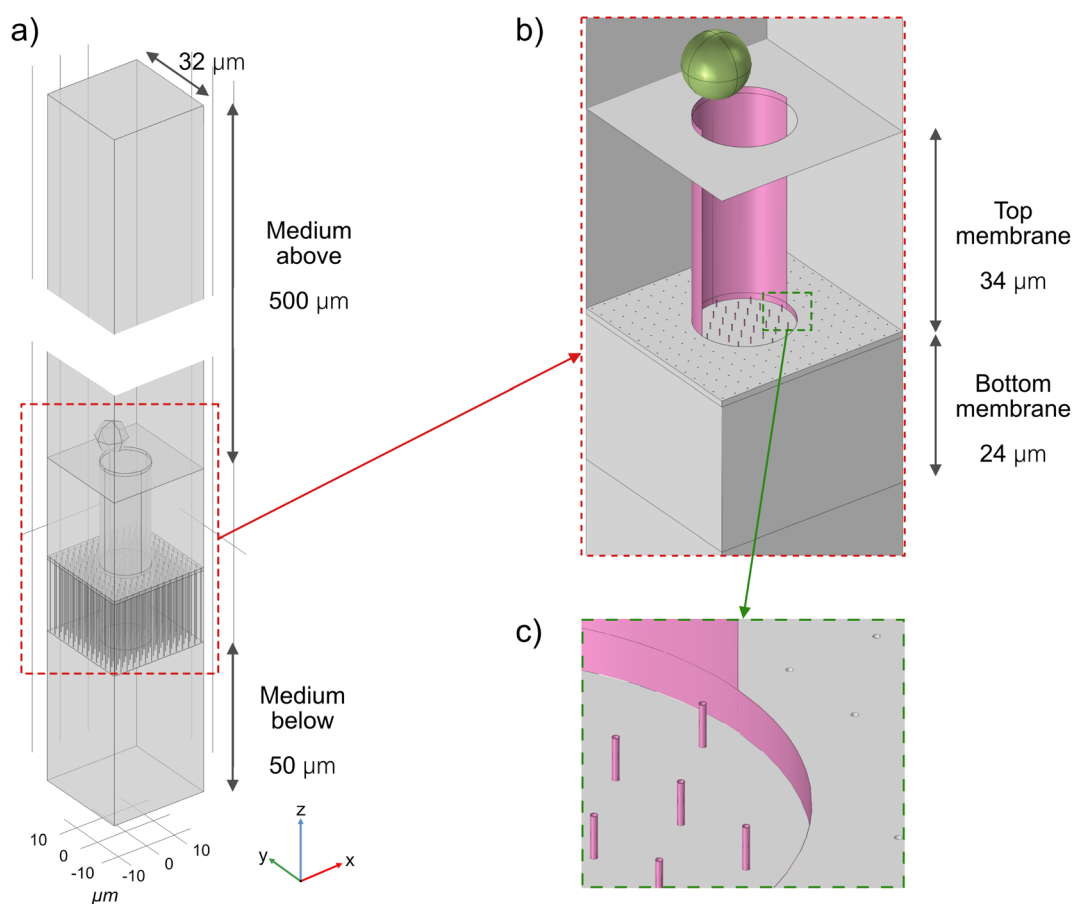 a)
32 μm
Medium
above
500 μm
Medium
below
50 μm
10
0
-10
-10
0
10
μm
z
y
x
b)
Top
membrane
34 μm
Bottom
membrane
24 μm
c)